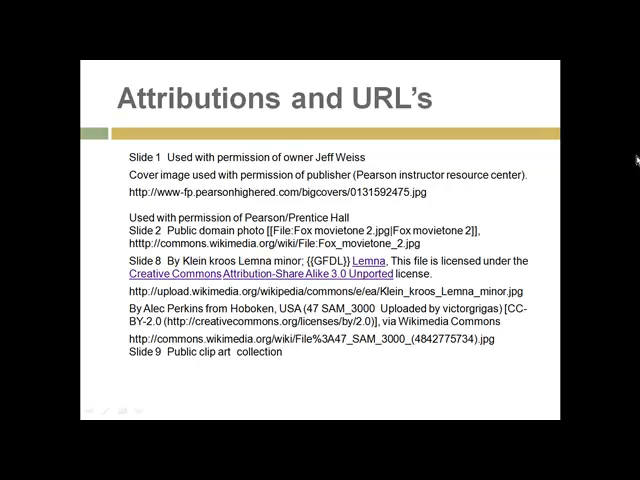 Attributions and URL's
Slide 1 Used with permission of owner Jeff Weiss
Cover image used with permission of publisher (Pearson instructor resource center).
http://www-fp.pearsonhighered.com/bigcovers/0131592475.jpg
Used with permission of Pearson/Prentice Hall
Slide 2 Public domain photo [[File:Fox movietone 2.jpg|Fox movietone 2]],
htttp://commons.wikimedia.org/wiki/File:Fox_movietone_2.jpg
Slide 8 By Klein kroos Lemna minor; {{GFDL}} Lemna, This file is licensed under the
Creative Commons Attribution-Share Alike 3.0 Unported license.
http://upload.wikimedia.org/wikipedia/commons/e/ea/Klein_kroos_Lemna_minor.jpg
By Alec Perkins from Hoboken, USA (47 SAM_3000 Uploaded by victorgrigas) [CC-
BY-2.0 (http://creativecommons.org/licenses/by/2.0)], via Wikimedia Commons
http://commons.wikimedia.org/wiki/File%3A47_SAM_3000_(4842775734).jpg
Slide 9 Public clip art collection